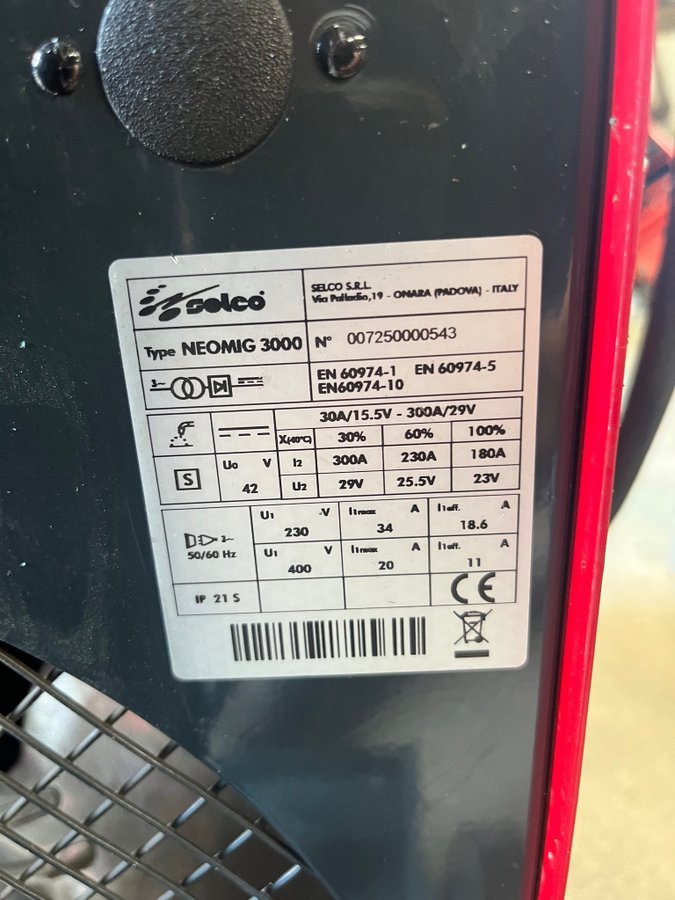 selco
SELCO S.R.L.
Via Palladio,19 - ONARA (PADOVA) - ITALY
Type NEOMIG 3000
N° 007250000543
3~
EN 60974-1 EN 60974-5
EN60974-10
30A/15.5V - 300A/29V
X(40°C) 30% 60% 100%
S
U0 V
42
I2 300A 230A 180A
U2 29V 25.5V 23V
3~
50/60 Hz
U1 V
230
I1max A
34
I1eff. A
18.6
U1 V
400
I1max A
20
I1eff. A
11
IP 21 S
CE